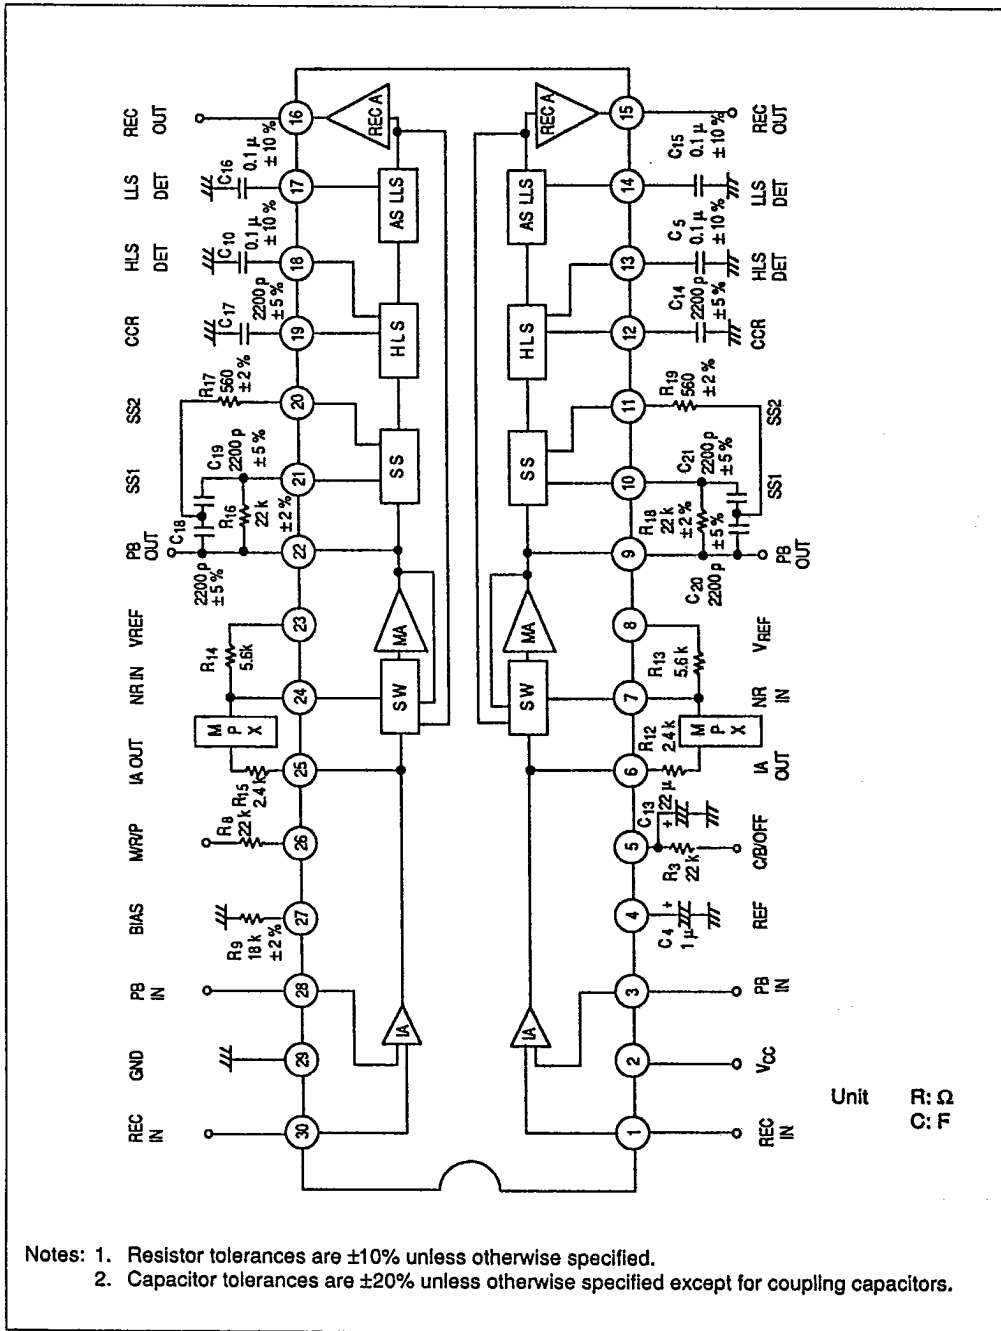 REC OUT
16
REC A
REC A
15
REC OUT
LLS DET
C16
0.1 μ
±10 %
17
AS LLS
AS LLS
14
C15
0.1 μ
±10 %
LLS DET
HLS DET
C10
0.1 μ
±10 %
18
13
C5
0.1 μ
±10 %
HLS DET
CCR
C17
2200 p
±5 %
19
HLS
HLS
12
C14
2200 p
±5 %
CCR
SS2
R17
560
±2 %
20
11
R19
560
±2 %
SS2
SS1
C19
2200 p
±5 %
21
SS
SS
10
C21
2200 p
±5 %
SS1
R16
22 k
±2 %
R18
22 k
±2 %
PB OUT
C18
2200 p
±5 %
22
9
C20
2200 p
±5 %
PB OUT
VREF
23
MA
MA
8
VREF
R14
5.6k
R13
5.6 k
NR IN
24
SW
SW
7
NR IN
M P X
M P X
IA OUT
R15
2.4 k
25
6
R12
2.4 k
IA OUT
M/R/P
R8
22 k
26
5
C13
22 μ
+
R3
22 k
C/B/OFF
BIAS
R9
18 k
±2 %
27
4
C4
1 μ
+
REF
PB IN
28
IA
IA
3
PB IN
GND
29
2
VCC
REC IN
30
1
REC IN
Unit R: Ω
C: F
Notes: 1. Resistor tolerances are ±10% unless otherwise specified.
2. Capacitor tolerances are ±20% unless otherwise specified except for coupling capacitors.